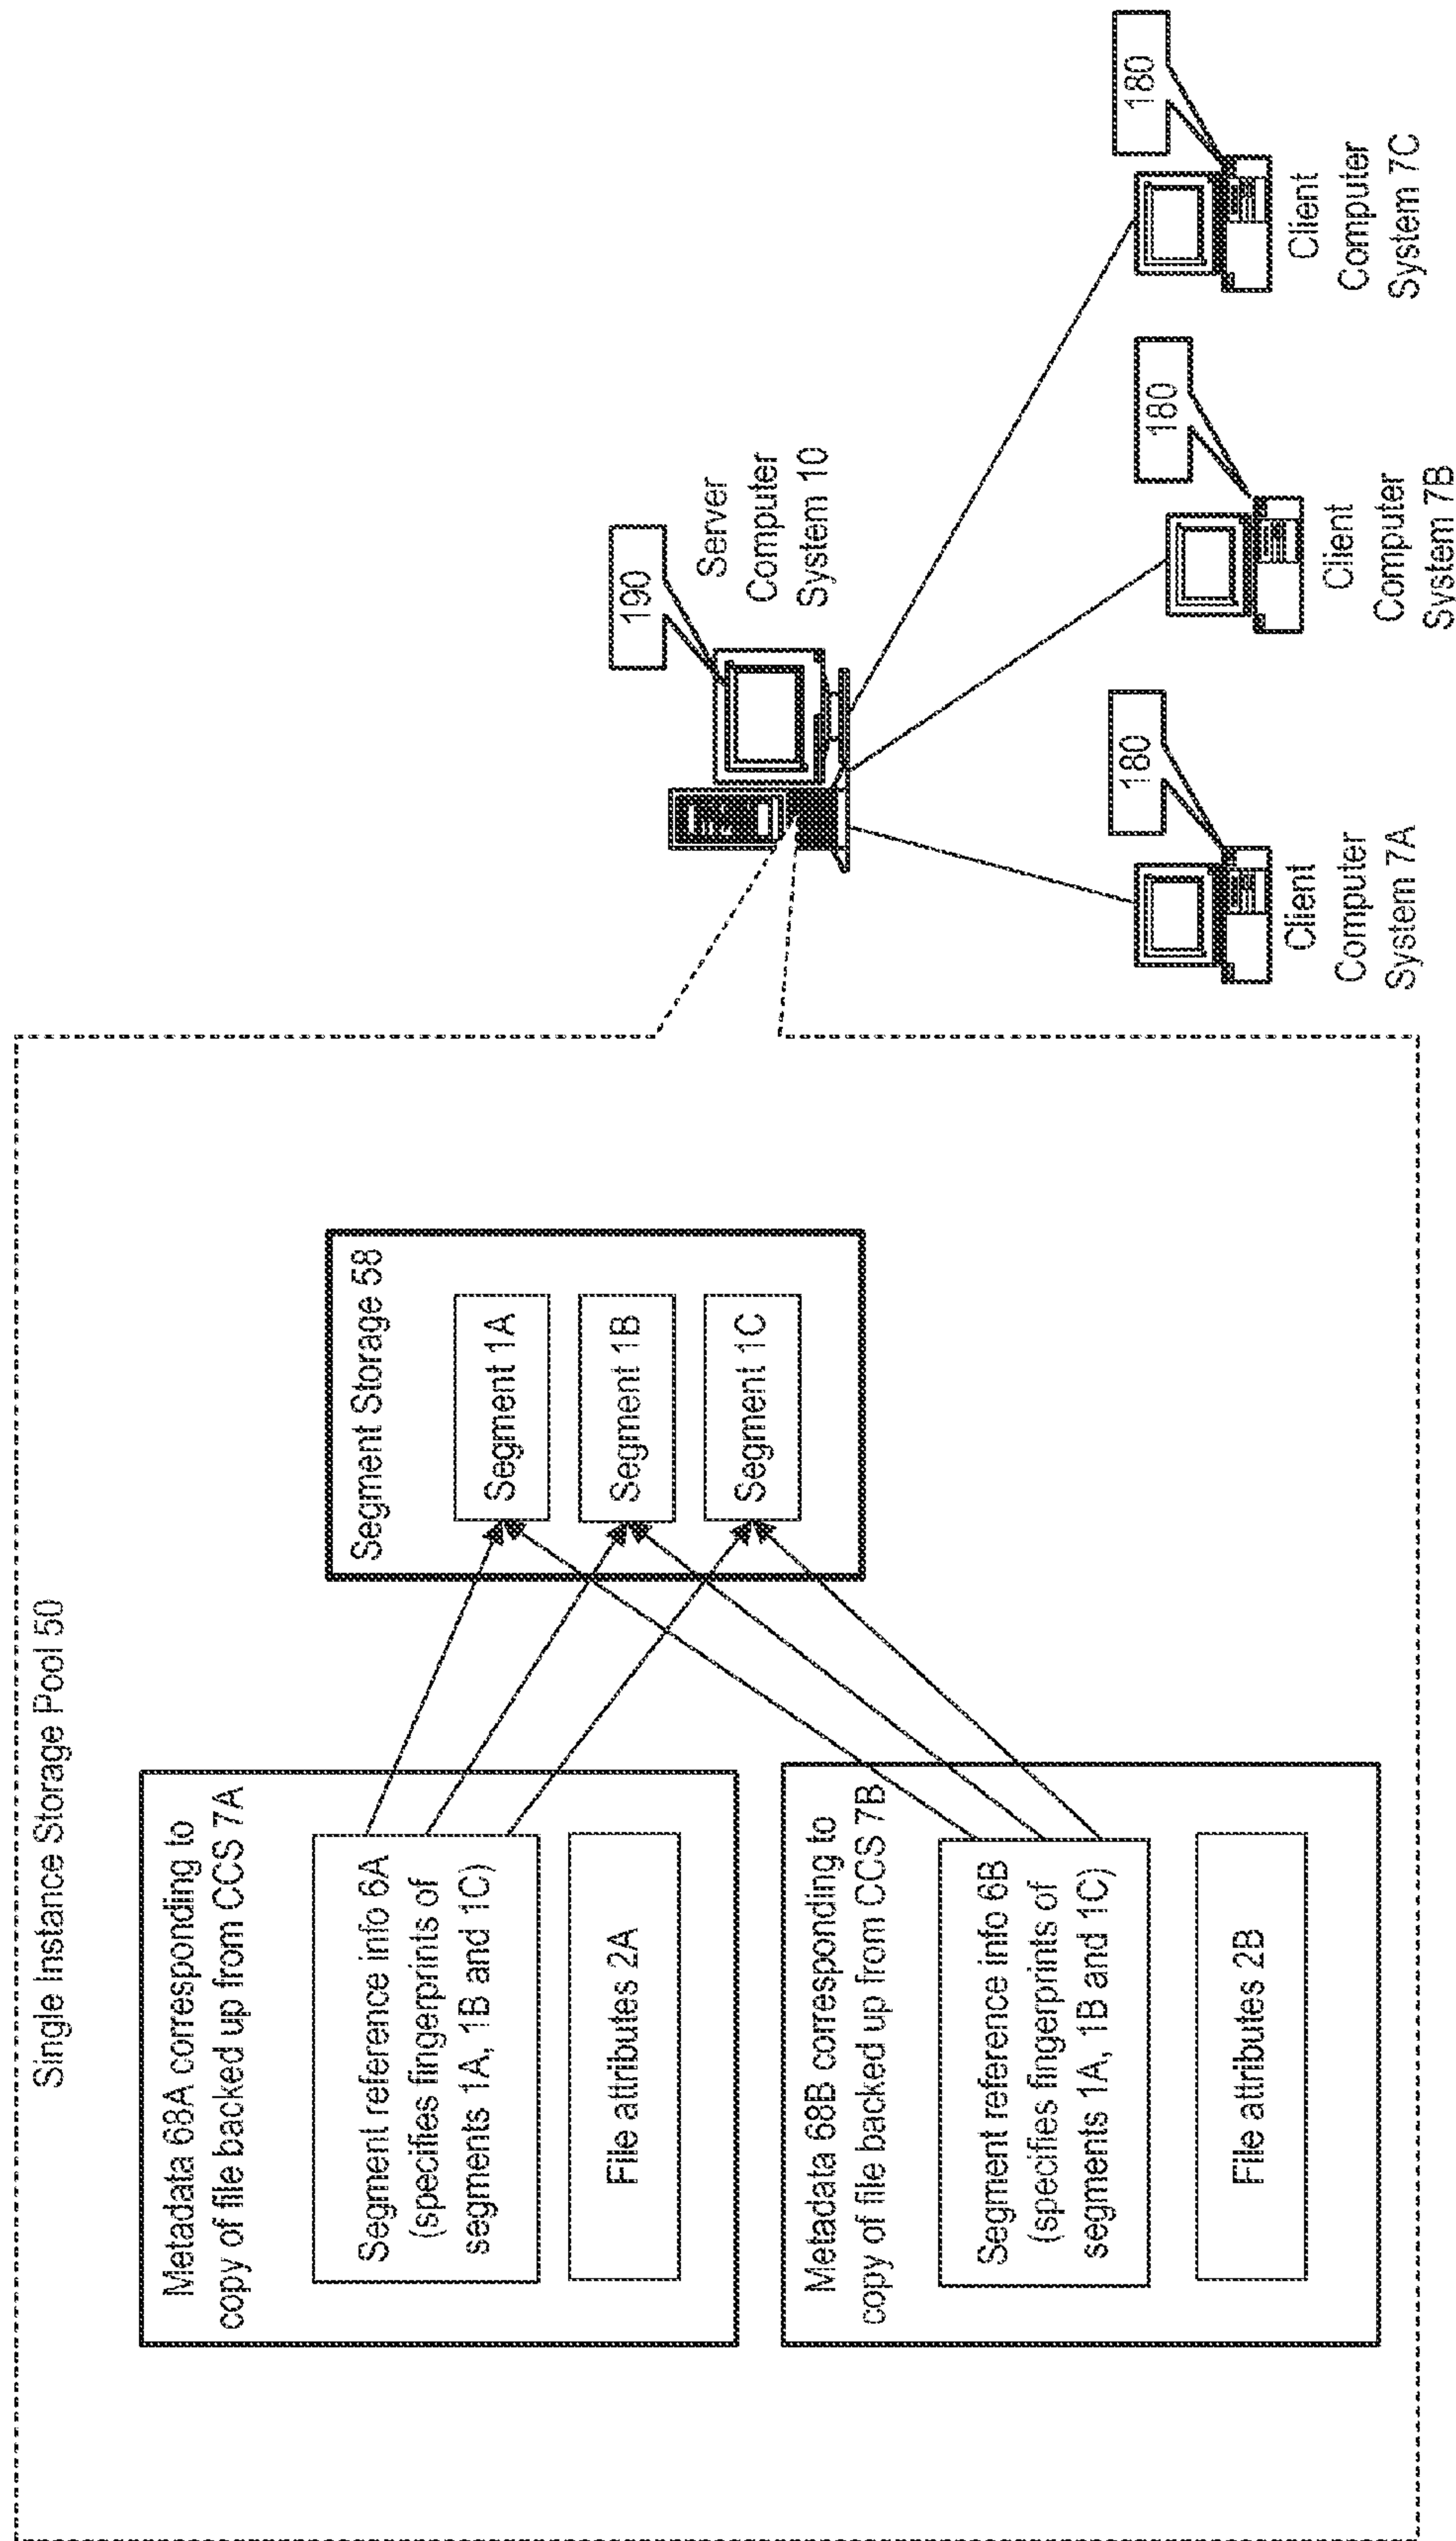 Single Instance Storage Pool 50
Metadata 68A corresponding to
copy of file backed up from CCS 7A
Segment reference info 6A
(specifies fingerprints of
segments 1A, 1B and 1C)
File attributes 2A
Metadata 68B corresponding to
copy of file backed up from CCS 7B
Segment reference info 6B
(specifies fingerprints of
segments 1A, 1B and 1C)
File attributes 2B
Segment Storage 58
Segment 1A
Segment 1B
Segment 1C
190
Server
Computer
System 10
180
Client
Computer
System 7A
180
Client
Computer
System 7B
180
Client
Computer
System 7C